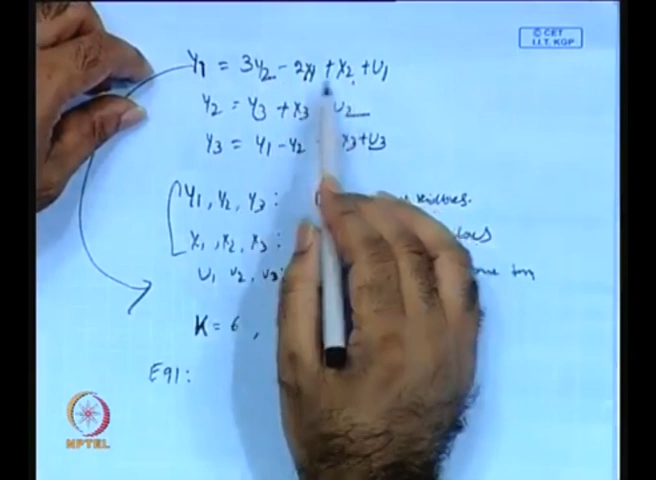 © CET
I.I.T. KGP
Y1 = 3Y2 - 2X1 + X2 + U1
Y2 = Y3 + X3 U2
Y3 = Y1 - Y2 - X3 + U3
Y1, Y2, Y3 :
X1, X2, X3 :
U1 U2, U3:
K = 6,
Eq1:
NPTEL